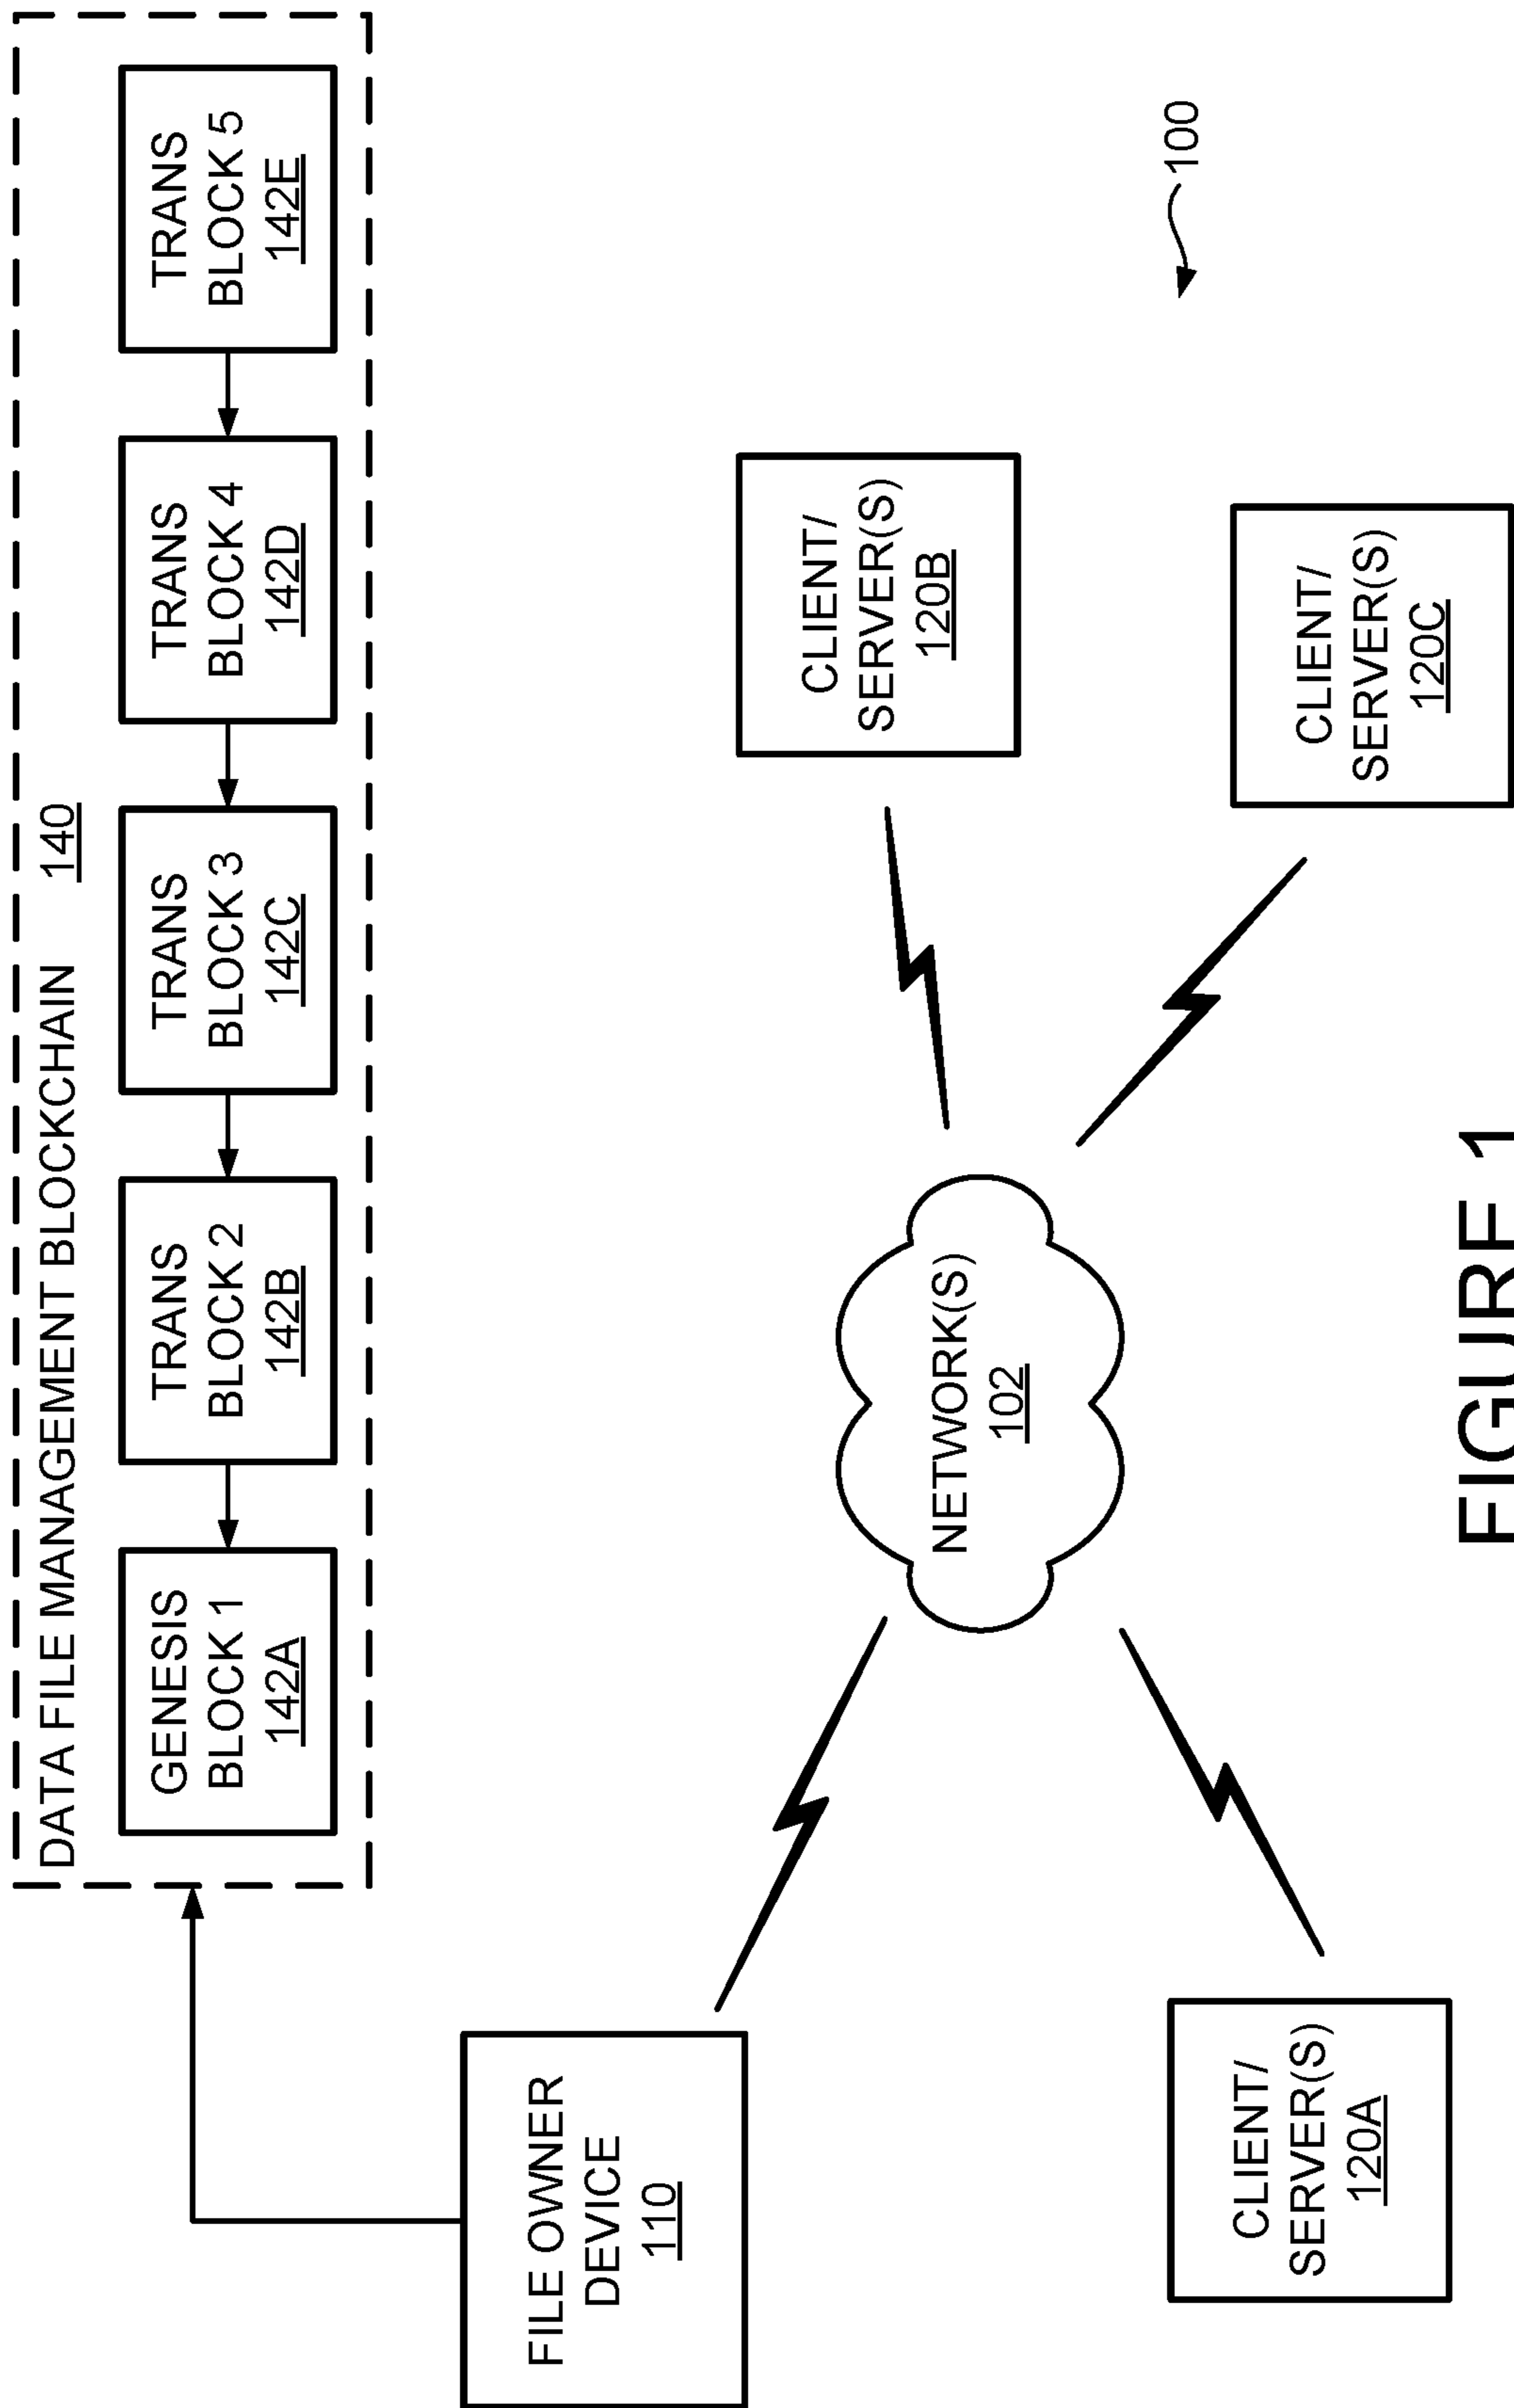 DATA FILE MANAGEMENT BLOCKCHAIN 140
GENESIS
BLOCK 1
142A
TRANS
BLOCK 2
142B
TRANS
BLOCK 3
142C
TRANS
BLOCK 4
142D
TRANS
BLOCK 5
142E
FILE OWNER
DEVICE
110
NETWORK(S)
102
CLIENT/
SERVER(S)
120B
CLIENT/
SERVER(S)
120A
CLIENT/
SERVER(S)
120C
100
FIGURE 1